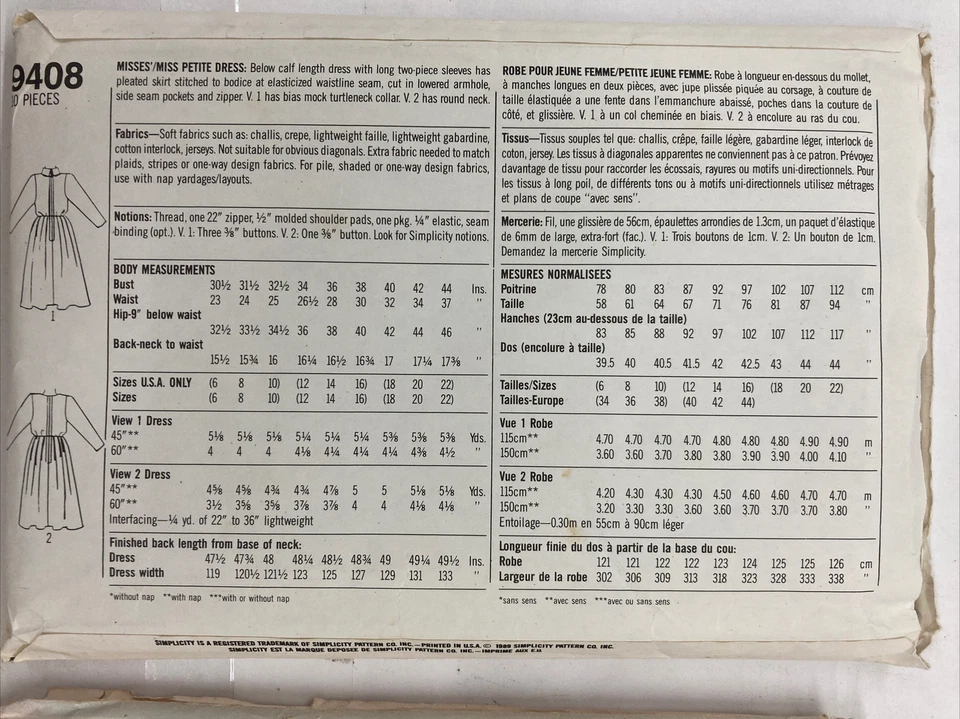 9408
PIECES
MISSES'/MISS PETITE DRESS: Below calf length dress with long two-piece sleeves has
pleated skirt stitched to bodice at elasticized waistline seam, cut in lowered armhole,
side seam pockets and zipper. V. 1 has bias mock turtleneck collar. V. 2 has round neck.
Fabrics—Soft fabrics such as: challis, crepe, lightweight faille, lightweight gabardine,
cotton interlock, jerseys. Not suitable for obvious diagonals. Extra fabric needed to match
plaids, stripes or one-way design fabrics. For pile, shaded or one-way design fabrics,
use with nap yardages/layouts.
Notions: Thread, one 22" zipper, ½" molded shoulder pads, one pkg. ¼" elastic, seam
binding (opt.). V. 1: Three ⅜" buttons. V. 2: One ⅜" button. Look for Simplicity notions.
BODY MEASUREMENTS
Bust 30½ 31½ 32½ 34 36 38 40 42 44 Ins.
Waist 23 24 25 26½ 28 30 32 34 37 "
Hip-9" below waist
32½ 33½ 34½ 36 38 40 42 44 46 "
Back-neck to waist
15½ 15¾ 16 16¼ 16½ 16¾ 17 17¼ 17⅜ "
Sizes U.S.A. ONLY (6 8 10) (12 14 16) (18 20 22)
Sizes (6 8 10) (12 14 16) (18 20 22)
View 1 Dress
45"** 5⅛ 5⅛ 5⅛ 5¼ 5¼ 5¼ 5⅜ 5⅜ 5⅜ Yds.
60"** 4 4 4 4⅛ 4¼ 4¼ 4¼ 4⅜ 4½ "
View 2 Dress
45"** 4⅝ 4⅝ 4¾ 4¾ 4⅞ 5 5 5⅛ 5⅛ Yds.
60"** 3½ 3⅝ 3⅝ 3⅞ 3⅞ 4 4 4⅛ 4⅛ "
Interfacing—¼ yd. of 22" to 36" lightweight
Finished back length from base of neck:
Dress 47½ 47¾ 48 48¼ 48½ 48¾ 49 49¼ 49½ Ins.
Dress width 119 120½ 121½ 123 125 127 129 131 133 "
*without nap **with nap ***with or without nap
1
2
ROBE POUR JEUNE FEMME/PETITE JEUNE FEMME: Robe à longueur en-dessous du mollet,
à manches longues en deux pièces, avec jupe plissée piquée au corsage, à couture de
taille élastiquée a une fente dans l'emmanchure abaissé, poches dans la couture de
côté, et glissière. V. 1 à un col cheminée en biais. V. 2 à encolure au ras du cou.
Tissus—Tissus souples tel que: challis, crêpe, faille légère, gabardine léger, interlock de
coton, jersey. Les tissus à diagonales apparentes ne conviennent pas à ce patron. Prévoyez
davantage de tissu pour raccorder les écossais, rayures ou motifs uni-directionnels. Pour
les tissus à long poil, de différents tons ou à motifs uni-directionnels utilisez métrages
et plans de coupe "avec sens".
Mercerie: Fil, une glissière de 56cm, épaulettes arrondies de 1.3cm, un paquet d'élastique
de 6mm de large, extra-fort (fac.). V. 1: Trois boutons de 1cm. V. 2: Un bouton de 1cm.
Demandez la mercerie Simplicity.
MESURES NORMALISEES
Poitrine 78 80 83 87 92 97 102 107 112 cm
Taille 58 61 64 67 71 76 81 87 94 "
Hanches (23cm au-dessous de la taille)
83 85 88 92 97 102 107 112 117 "
Dos (encolure à taille)
39.5 40 40.5 41.5 42 42.5 43 44 44 "
Tailles/Sizes (6 8 10) (12 14 16) (18 20 22)
Tailles-Europe (34 36 38) (40 42 44)
Vue 1 Robe
115cm** 4.70 4.70 4.70 4.70 4.80 4.80 4.80 4.90 4.90 m
150cm** 3.60 3.60 3.70 3.80 3.80 3.90 3.90 4.00 4.10 "
Vue 2 Robe
115cm** 4.20 4.30 4.30 4.30 4.50 4.60 4.60 4.70 4.70 m
150cm** 3.20 3.30 3.30 3.60 3.60 3.70 3.70 3.70 3.80 "
Entoilage—0.30m en 55cm à 90cm léger
Longueur finie du dos à partir de la base du cou:
Robe 121 121 122 122 123 124 125 125 126 cm
Largeur de la robe 302 306 309 313 318 323 328 333 338 "
*sans sens **avec sens ***avec ou sans sens
SIMPLICITY IS A REGISTERED TRADEMARK OF SIMPLICITY PATTERN CO. INC.—PRINTED IN U.S.A. © 1989 SIMPLICITY PATTERN CO. INC.
SIMPLICITY EST LA MARQUE DEPOSEE DE SIMPLICITY PATTERN CO. INC.—IMPRIME AUX E.U.